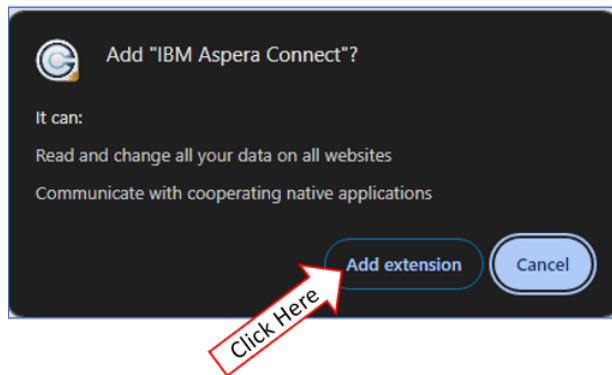 Add "IBM Aspera Connect"?
It can:
Read and change all your data on all websites
Communicate with cooperating native applications
Add extension
Cancel
Click Here